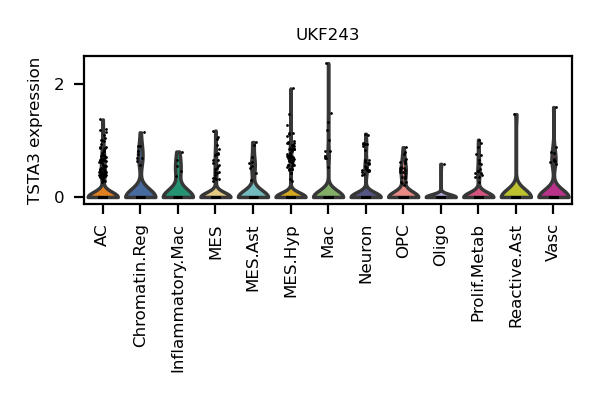 UKF243
TSTA3 expression
2
0
AC
Chromatin.Reg
Inflammatory.Mac
MES
MES.Ast
MES.Hyp
Mac
Neuron
OPC
Oligo
Prolif.Metab
Reactive.Ast
Vasc